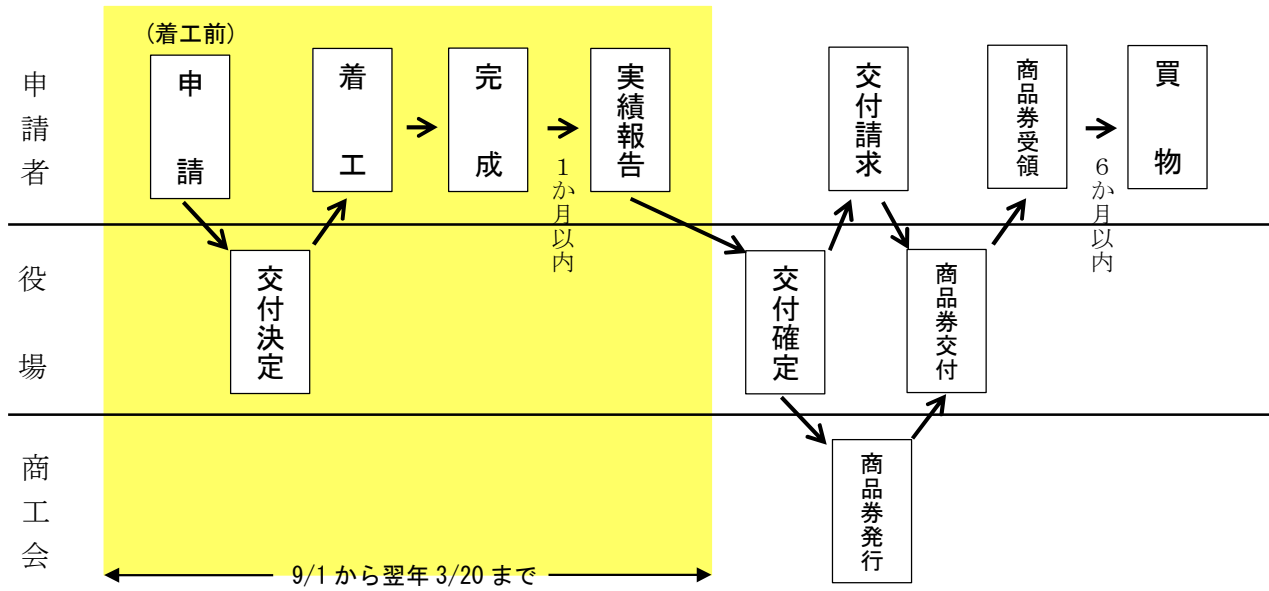 申請者
(着工前)
申請
着工
完成
1か月以内
実績報告
交付請求
商品券受領
6か月以内
買物
役場
交付決定
交付確定
商品券交付
商工会
商品券発行
9/1から翌年3/20まで